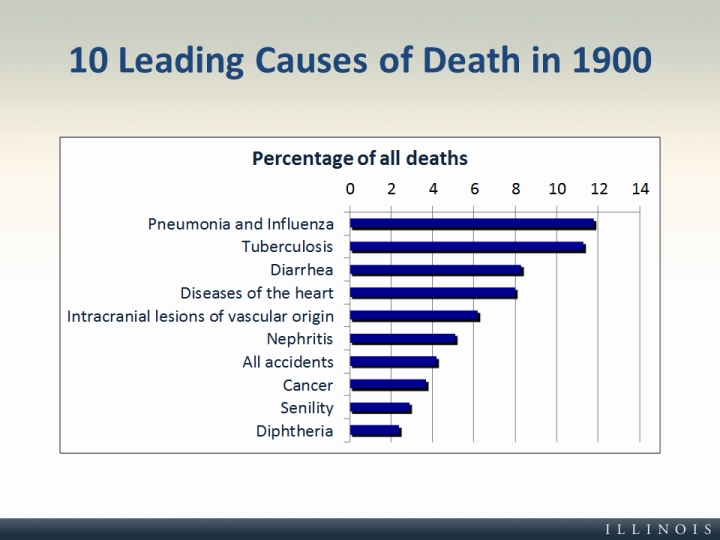 10 Leading Causes of Death in 1900
Percentage of all deaths
0 2 4 6 8 10 12 14
Pneumonia and Influenza
Tuberculosis
Diarrhea
Diseases of the heart
Intracranial lesions of vascular origin
Nephritis
All accidents
Cancer
Senility
Diphtheria
ILLINOIS